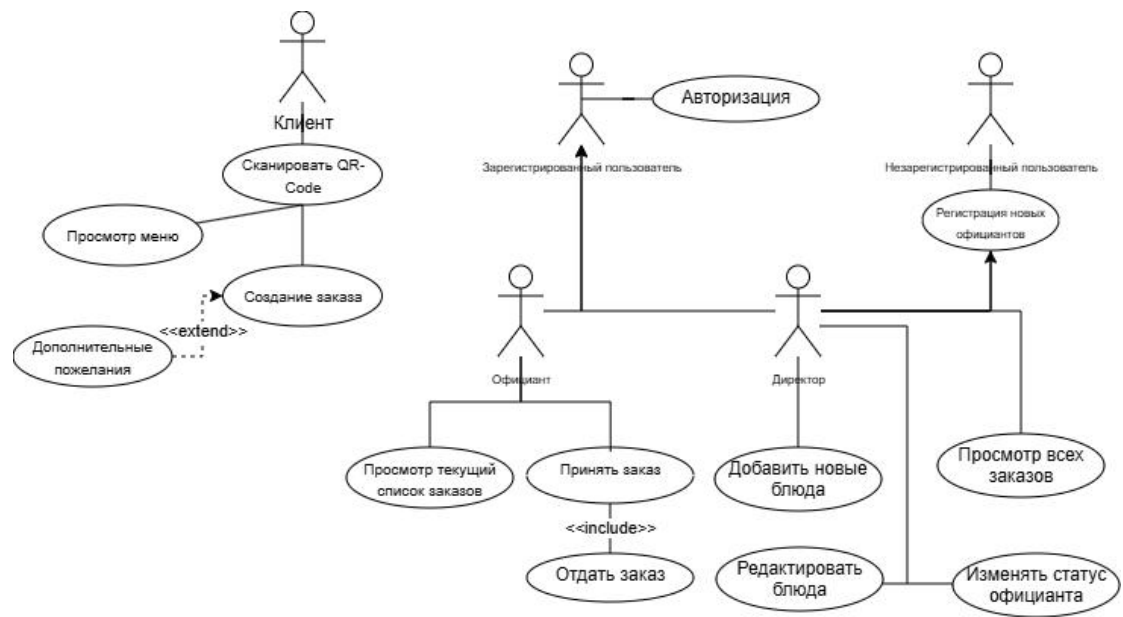 Клиент
Сканировать QR-
Code
Просмотр меню
Создание заказа
<<extend>>
Дополнительные
пожелания
Авторизация
Зарегистрированный пользователь
Незарегистрированный пользователь
Регистрация новых
официантов
Официант
Директор
Просмотр текущий
список заказов
Принять заказ
<<include>>
Отдать заказ
Добавить новые
блюда
Просмотр всех
заказов
Редактировать
блюда
Изменять статус
официанта